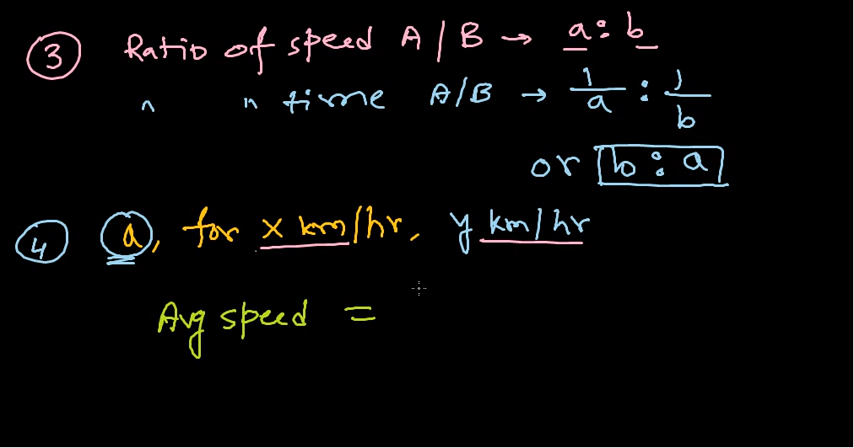 3 Ratio of speed A/B → a : b
" " time A/B → 1/a : 1/b
or b : a
4 a, for x km/hr, y km/hr
Avg speed =